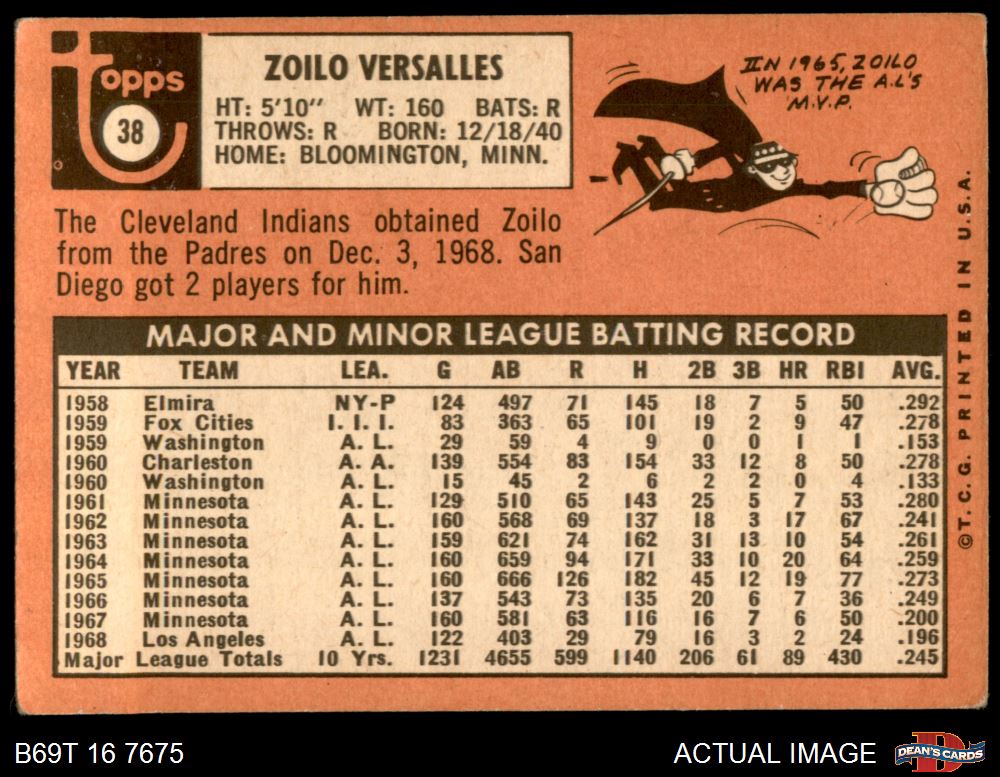 topps
38
ZOILO VERSALLES
HT: 5'10" WT: 160 BATS: R
THROWS: R BORN: 12/18/40
HOME: BLOOMINGTON, MINN.
IN 1965, ZOILO
WAS THE A.L'S
M.V.P.
The Cleveland Indians obtained Zoilo
from the Padres on Dec. 3, 1968. San
Diego got 2 players for him.
MAJOR AND MINOR LEAGUE BATTING RECORD
YEAR TEAM LEA. G AB R H 2B 3B HR RBI AVG.
1958 Elmira NY-P 124 497 71 145 18 7 5 50 .292
1959 Fox Cities I. I. I. 83 363 65 101 19 2 9 47 .278
1959 Washington A. L. 29 59 4 9 0 0 1 1 .153
1960 Charleston A. A. 139 554 83 154 33 12 8 50 .278
1960 Washington A. L. 15 45 2 6 2 2 0 4 .133
1961 Minnesota A. L. 129 510 65 143 25 5 7 53 .280
1962 Minnesota A. L. 160 568 69 137 18 3 17 67 .241
1963 Minnesota A. L. 159 621 74 162 31 13 10 54 .261
1964 Minnesota A. L. 160 659 94 171 33 10 20 64 .259
1965 Minnesota A. L. 160 666 126 182 45 12 19 77 .273
1966 Minnesota A. L. 137 543 73 135 20 6 7 36 .249
1967 Minnesota A. L. 160 581 63 116 16 7 6 50 .200
1968 Los Angeles A. L. 122 403 29 79 16 3 2 24 .196
Major League Totals 10 Yrs. 1231 4655 599 1140 206 61 89 430 .245
©T. C. G. PRINTED IN U.S.A.
B69T 16 7675
ACTUAL IMAGE
D
DEAN'S CARDS